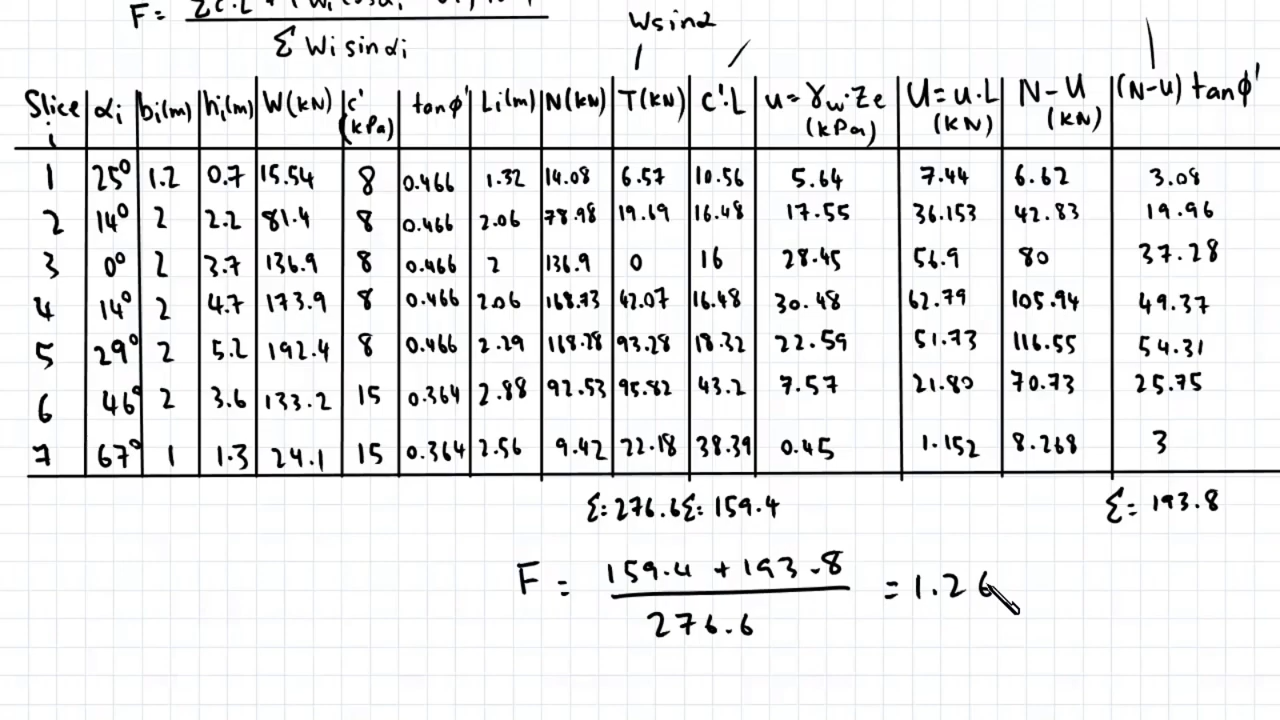 F = Σc'.L + (Wi cosαi
Σ Wi sinαi
Wsinα
Slice i αi bi(m) hi(m) W(kN) c' (kPa) tanφ' Li(m) N(kN) T(kN) c'.L u=γw.Ze (kPa) U=u.L (kN) N-U (kN) (N-U) tanφ'
1 25° 1.2 0.7 15.54 8 0.466 1.32 14.08 6.57 10.56 5.64 7.44 6.62 3.08
2 14° 2 2.2 81.4 8 0.466 2.06 78.98 19.69 16.48 17.55 36.153 42.83 19.96
3 0° 2 3.7 136.9 8 0.466 2 136.9 0 16 28.45 56.9 80 37.28
4 14° 2 4.7 173.9 8 0.466 2.06 168.73 42.07 16.48 30.48 62.79 105.94 49.37
5 29° 2 5.2 192.4 8 0.466 2.29 168.28 93.28 18.32 22.59 51.73 116.55 54.31
6 46° 2 3.6 133.2 15 0.364 2.88 92.53 95.82 43.2 7.57 21.80 70.73 25.75
7 67° 1 1.3 24.1 15 0.364 2.56 9.42 22.18 38.39 0.45 1.152 8.268 3
Σ=276.6 Σ=159.4 Σ= 193.8
F = 159.4 + 193.8 = 1.26
276.6